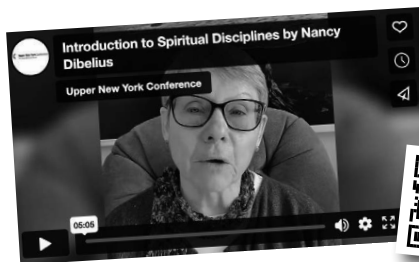 Introduction to Spiritual Disciplines by Nancy
Dibelius
Upper New York Conference
05:05